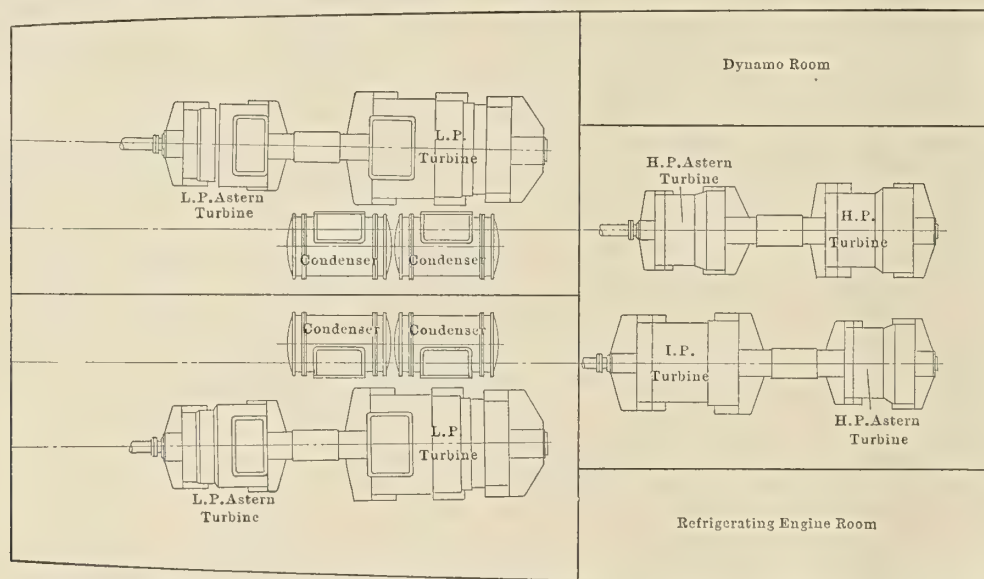 Dynamo Room
L.P.
Turbine
L.P.Astern
Turbine
H.P.Astern
Turbine
H.P.
Turbine
Condenser
Condenser
Condenser
Condenser
I.P.
Turbine
L.P
Turbine
H.P.Astern
Turbine
L.P.Astern
Turbine
Refrigerating Engine Room